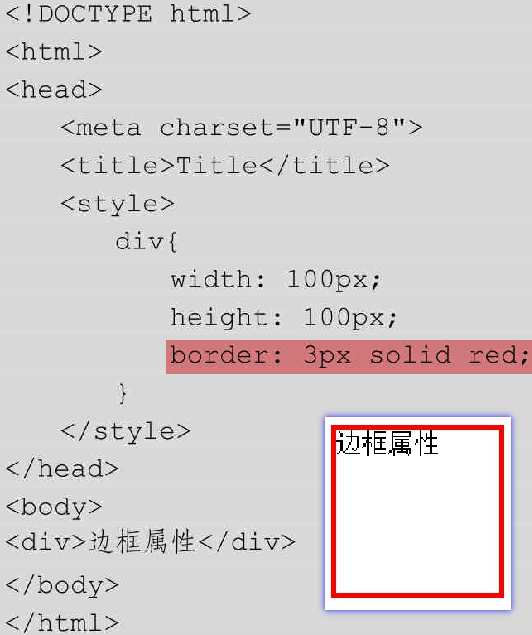 <!DOCTYPE html>
<html>
<head>
<meta charset="UTF-8">
<title>Title</title>
<style>
div{
width: 100px;
height: 100px;
border: 3px solid red;
}
</style>
</head>
<body>
<div>边框属性</div>
</body>
</html>
边框属性